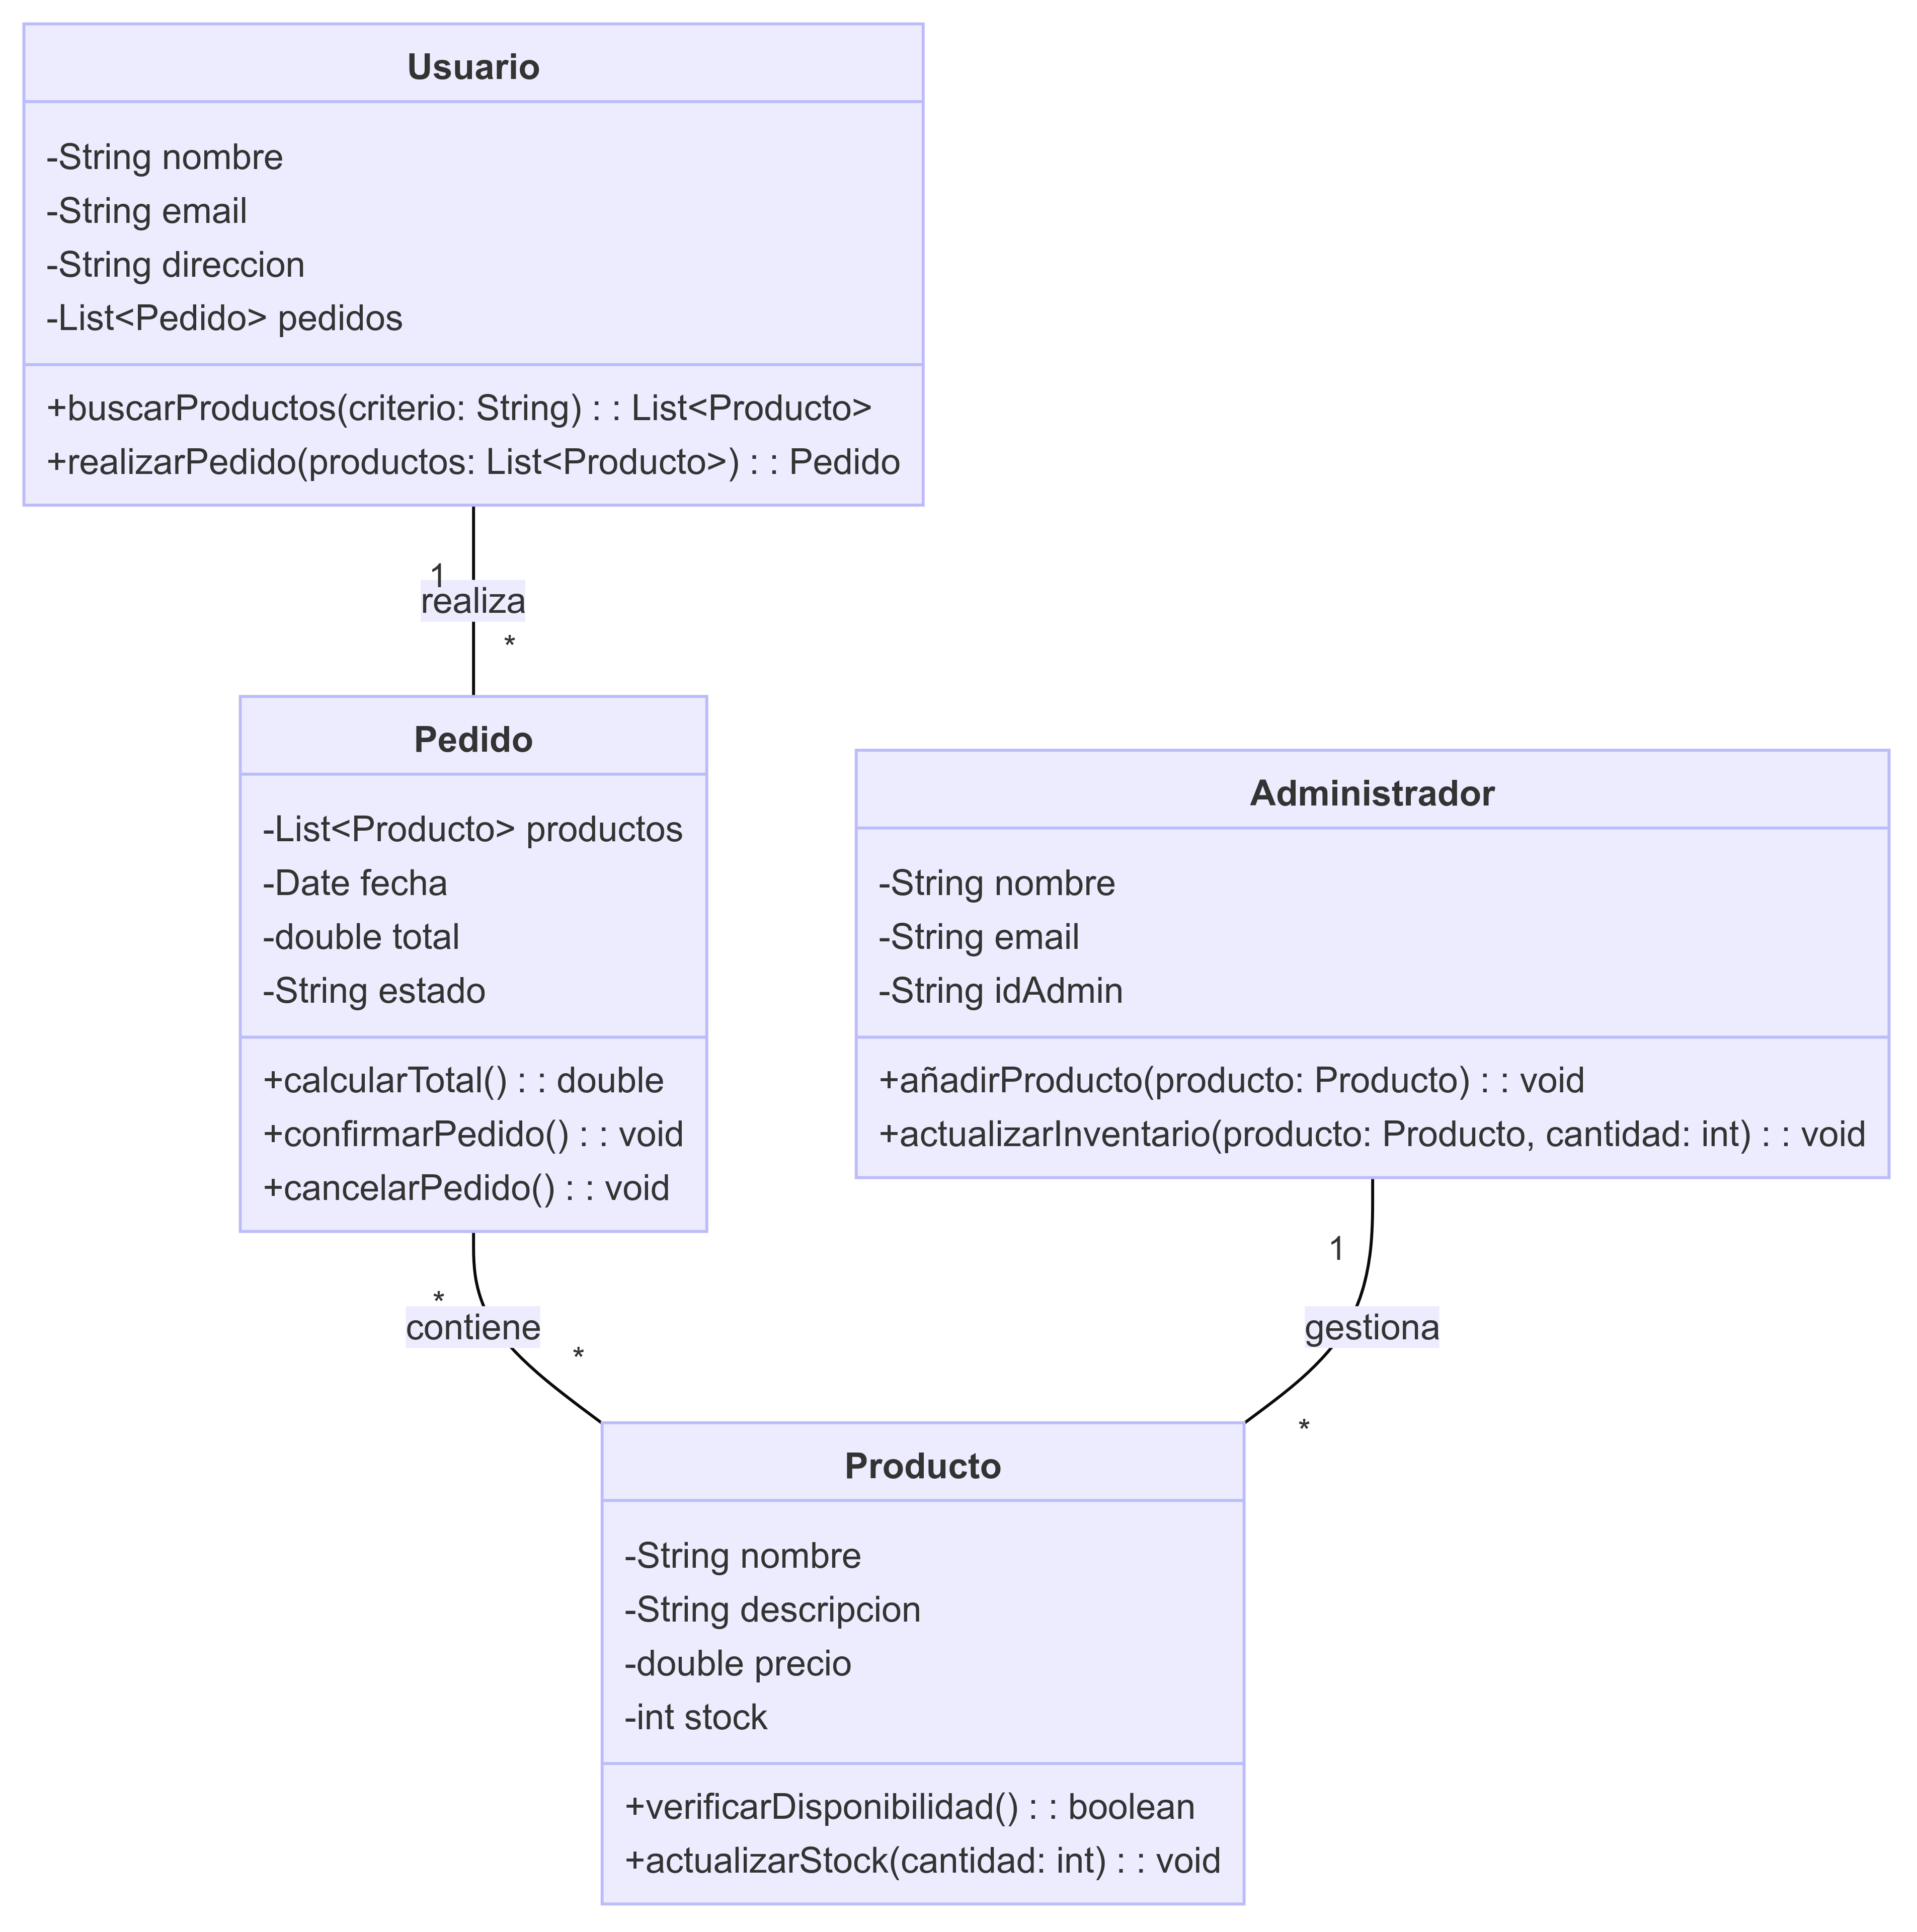 Usuario
-String nombre
-String email
-String direccion
-List<Pedido> pedidos
+buscarProductos(criterio: String) : : List<Producto>
+realizarPedido(productos: List<Producto>) : : Pedido
1
realiza
*
Pedido
-List<Producto> productos
-Date fecha
-double total
-String estado
+calcularTotal() : : double
+confirmarPedido() : : void
+cancelarPedido() : : void
Administrador
-String nombre
-String email
-String idAdmin
+añadirProducto(producto: Producto) : : void
+actualizarInventario(producto: Producto, cantidad: int) : : void
*
contiene
*
1
gestiona
*
Producto
-String nombre
-String descripcion
-double precio
-int stock
+verificarDisponibilidad() : : boolean
+actualizarStock(cantidad: int) : : void